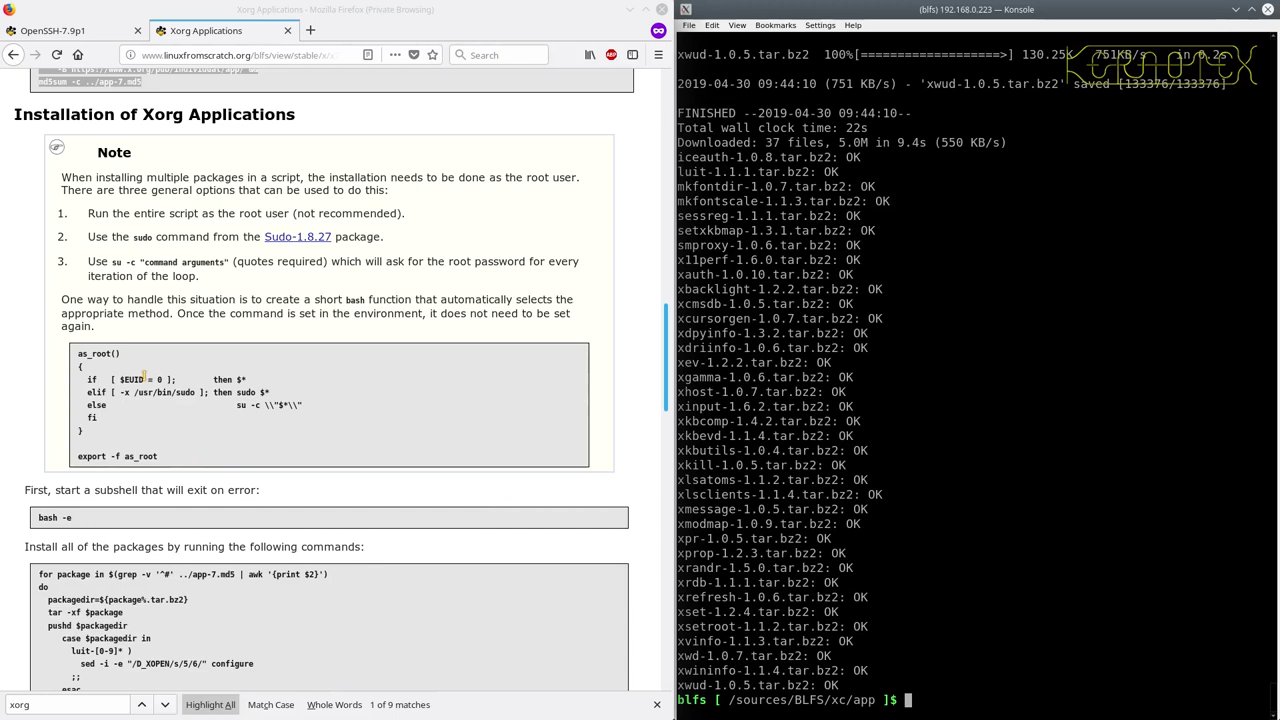 Xorg Applications - Mozilla Firefox (Private Browsing)
OpenSSH-7.9p1
Xorg Applications
www.linuxfromscratch.org/blfs/view/stable/x/x
Search
md5sum -c ../app-7.md5
Installation of Xorg Applications
Note
When installing multiple packages in a script, the installation needs to be done as the root user.
There are three general options that can be used to do this:
1. Run the entire script as the root user (not recommended).
2. Use the sudo command from the Sudo-1.8.27 package.
3. Use su -c "command arguments" (quotes required) which will ask for the root password for every
iteration of the loop.
One way to handle this situation is to create a short bash function that automatically selects the
appropriate method. Once the command is set in the environment, it does not need to be set
again.
as_root()
{
if [ $EUID = 0 ]; then $*
elif [ -x /usr/bin/sudo ]; then sudo $*
else su -c \\"$*\\"
fi
}
export -f as_root
First, start a subshell that will exit on error:
bash -e
Install all of the packages by running the following commands:
for package in $(grep -v '^#' ../app-7.md5 | awk '{print $2}')
do
packagedir=${package%.tar.bz2}
tar -xf $package
pushd $packagedir
case $packagedir in
luit-[0-9]* )
sed -i -e "/D_XOPEN/s/5/6/" configure
;;
esac
xorg
Highlight All
Match Case
Whole Words
1 of 9 matches
(blfs) 192.168.0.223 — Konsole
File Edit View Bookmarks Settings Help
xwud-1.0.5.tar.bz2 100%[===================>] 130.25K 751KB/s in 0.2s
2019-04-30 09:44:10 (751 KB/s) - 'xwud-1.0.5.tar.bz2' saved [133376/133376]
FINISHED --2019-04-30 09:44:10--
Total wall clock time: 22s
Downloaded: 37 files, 5.0M in 9.4s (550 KB/s)
iceauth-1.0.8.tar.bz2: OK
luit-1.1.1.tar.bz2: OK
mkfontdir-1.0.7.tar.bz2: OK
mkfontscale-1.1.3.tar.bz2: OK
sessreg-1.1.1.tar.bz2: OK
setxkbmap-1.3.1.tar.bz2: OK
smproxy-1.0.6.tar.bz2: OK
x11perf-1.6.0.tar.bz2: OK
xauth-1.0.10.tar.bz2: OK
xbacklight-1.2.2.tar.bz2: OK
xcmsdb-1.0.5.tar.bz2: OK
xcursorgen-1.0.7.tar.bz2: OK
xdpyinfo-1.3.2.tar.bz2: OK
xdriinfo-1.0.6.tar.bz2: OK
xev-1.2.2.tar.bz2: OK
xgamma-1.0.6.tar.bz2: OK
xhost-1.0.7.tar.bz2: OK
xinput-1.6.2.tar.bz2: OK
xkbcomp-1.4.2.tar.bz2: OK
xkbevd-1.1.4.tar.bz2: OK
xkbutils-1.0.4.tar.bz2: OK
xkill-1.0.5.tar.bz2: OK
xlsatoms-1.1.2.tar.bz2: OK
xlsclients-1.1.4.tar.bz2: OK
xmessage-1.0.5.tar.bz2: OK
xmodmap-1.0.9.tar.bz2: OK
xpr-1.0.5.tar.bz2: OK
xprop-1.2.3.tar.bz2: OK
xrandr-1.5.0.tar.bz2: OK
xrdb-1.1.1.tar.bz2: OK
xrefresh-1.0.6.tar.bz2: OK
xset-1.2.4.tar.bz2: OK
xsetroot-1.1.2.tar.bz2: OK
xvinfo-1.1.3.tar.bz2: OK
xwd-1.0.7.tar.bz2: OK
xwininfo-1.1.4.tar.bz2: OK
xwud-1.0.5.tar.bz2: OK
blfs [ /sources/BLFS/xc/app ]$